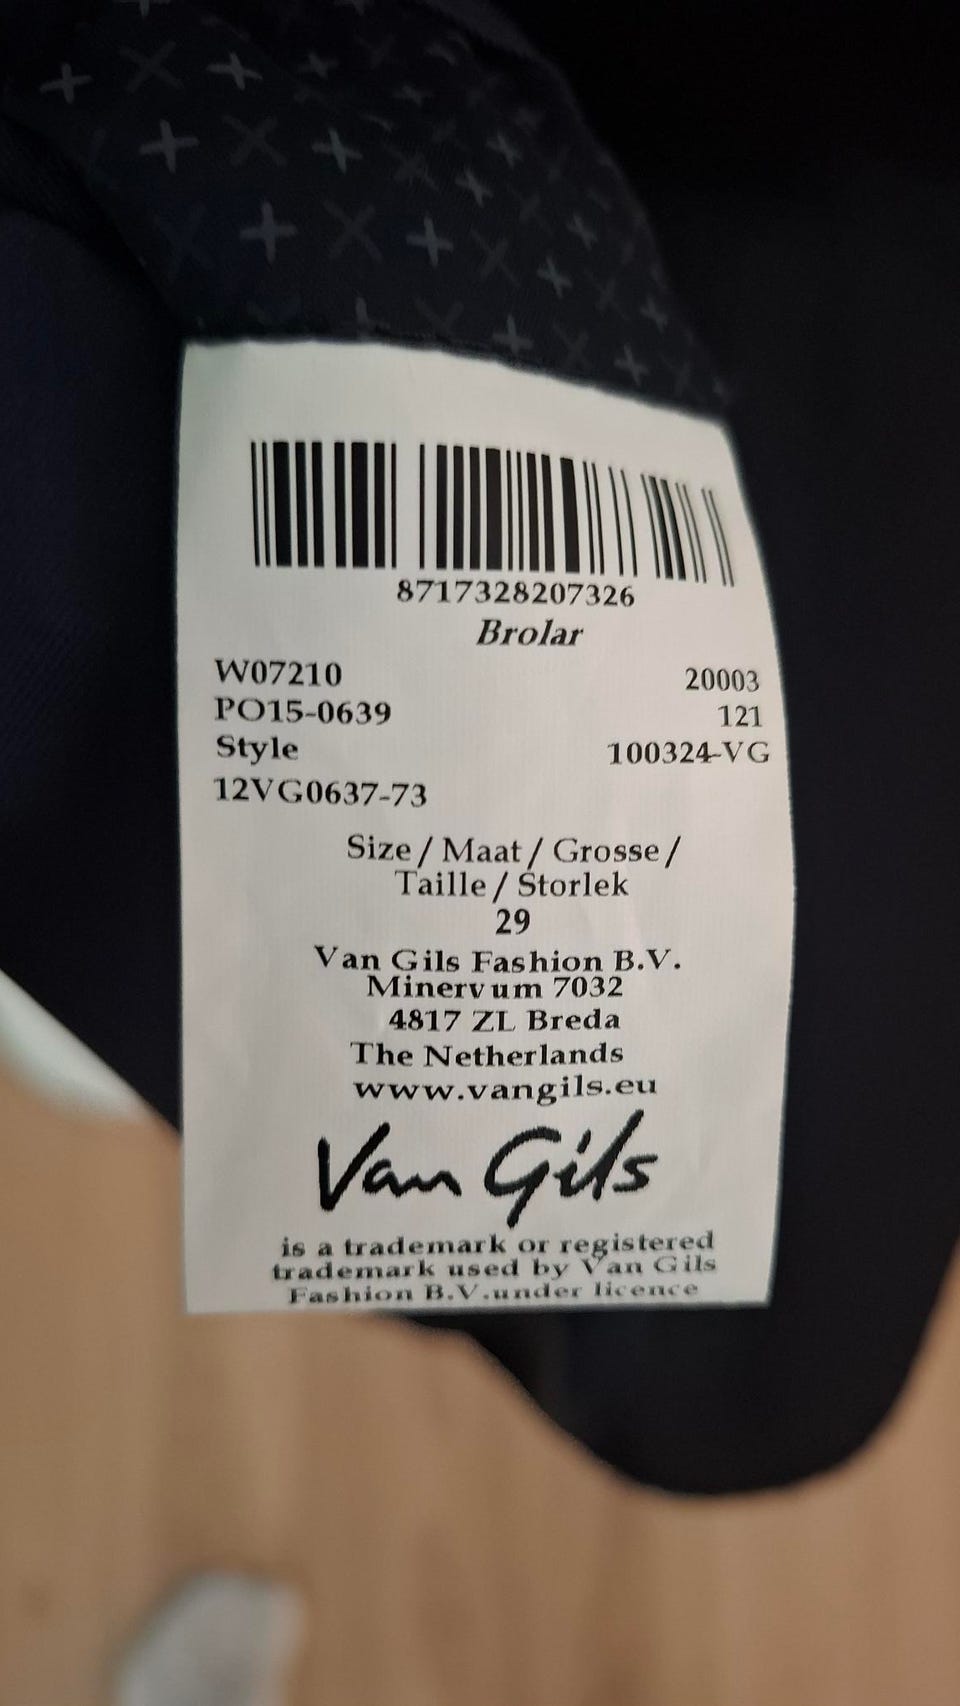 8717328207326
Brolar
W07210 20003
PO15-0639 121
Style 100324-VG
12VG0637-73
Size / Maat / Grosse /
Taille / Storlek
29
Van Gils Fashion B.V.
Minervum 7032
4817 ZL Breda
The Netherlands
www.vangils.eu
Van Gils
is a trademark or registered
trademark used by Van Gils
Fashion B.V.under licence